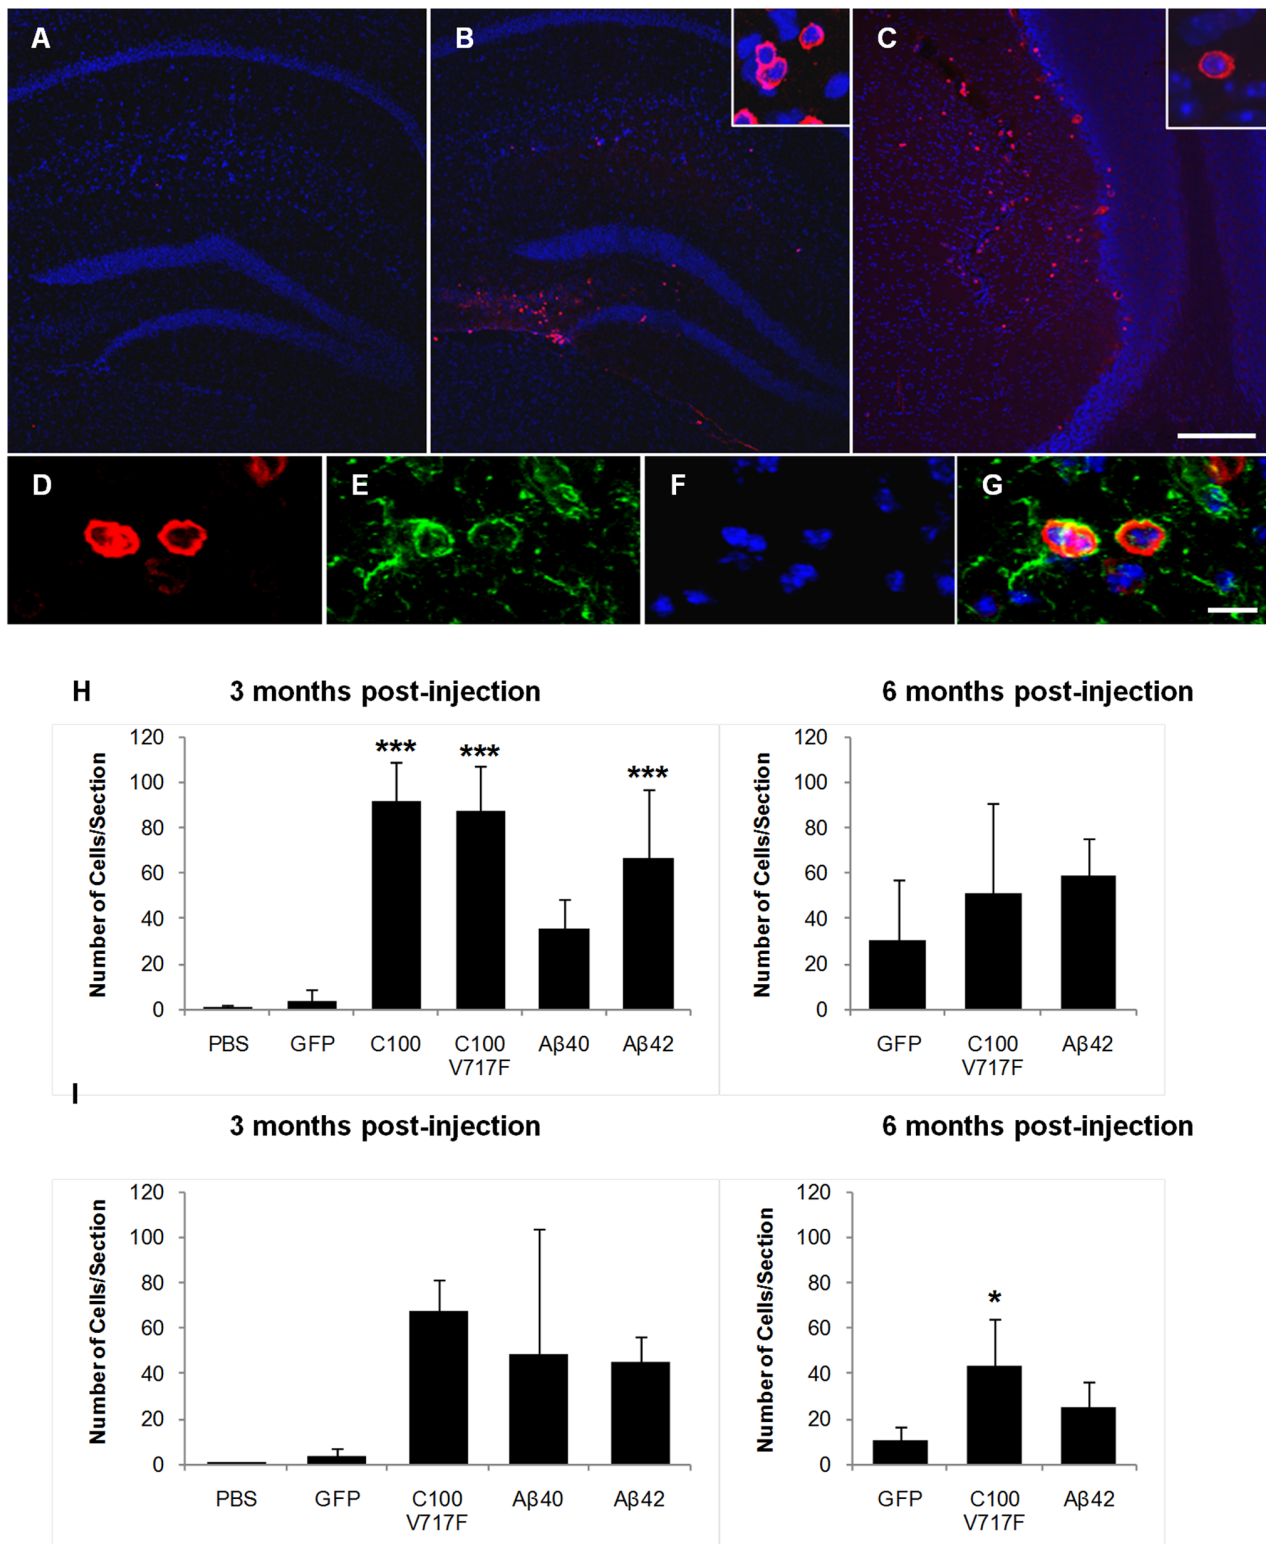 A
B
C
D
E
F
G
H
3 months post-injection
6 months post-injection
Number of Cells/Section
120
100
80
60
40
20
0
***
***
***
PBS
GFP
C100
C100
V717F
Aβ40
Aβ42
Number of Cells/Section
120
100
80
60
40
20
0
GFP
C100
V717F
Aβ42
I
3 months post-injection
6 months post-injection
Number of Cells/Section
120
100
80
60
40
20
0
PBS
GFP
C100
V717F
Aβ40
Aβ42
Number of Cells/Section
120
100
80
60
40
20
0
*
GFP
C100
V717F
Aβ42